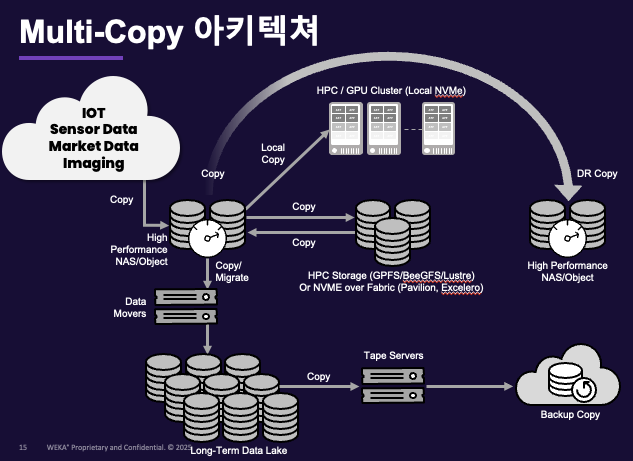 Multi-Copy 아키텍쳐
IOT
Sensor Data
Market Data
Imaging
HPC / GPU Cluster (Local NVMe)
Local
Copy
Copy
DR Copy
Copy
Copy
Copy
High
Performance
NAS/Object
Copy/
Migrate
HPC Storage (GPFS/BeeGFS/Lustre)
Or NVME over Fabric (Pavilion, Excelero)
High Performance
NAS/Object
Data
Movers
Tape Servers
Copy
Backup Copy
Long-Term Data Lake
15 WEKA® Proprietary and Confidential. © 2025